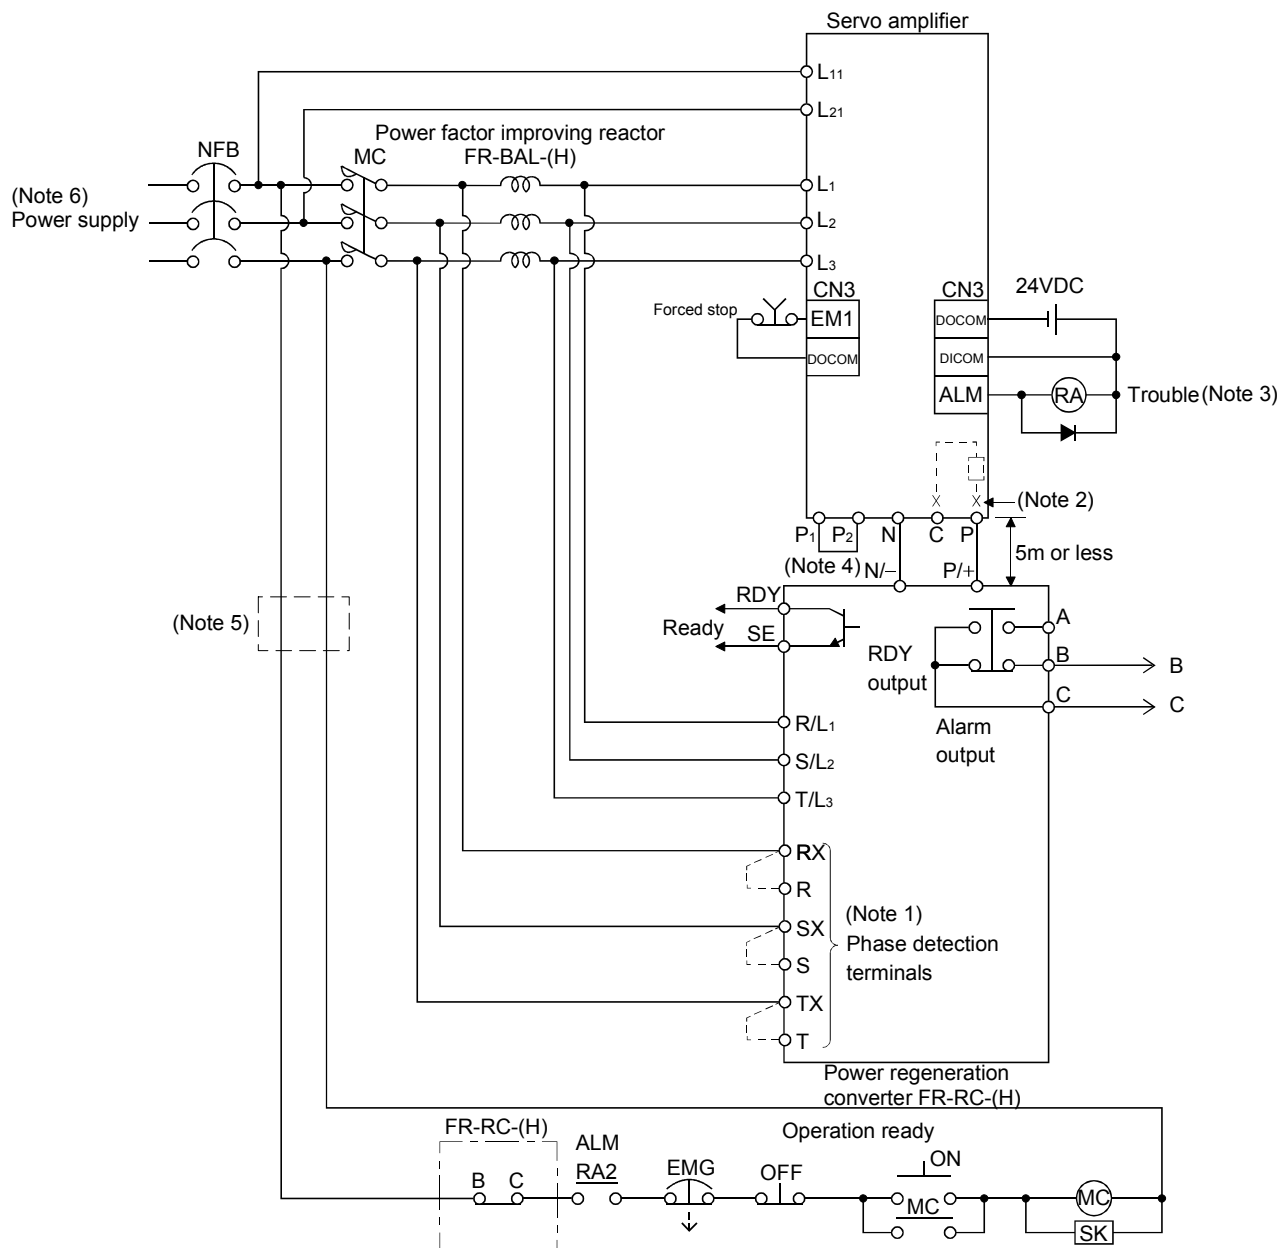 Servo amplifier
L11
L21
Power factor improving reactor
FR-BAL-(H)
NFB
MC
(Note 6)
Power supply
L1
L2
L3
CN3
CN3
24VDC
Forced stop
EM1
DOCOM
DOCOM
DICOM
ALM
RA
Trouble (Note 3)
(Note 2)
P1
P2
N
C
P
5m or less
(Note 4)
N/−
P/+
(Note 5)
RDY
Ready
SE
RDY
output
A
B
B
C
C
Alarm
output
R/L1
S/L2
T/L3
RX
R
SX
S
TX
T
(Note 1)
Phase detection
terminals
Power regeneration
converter FR-RC-(H)
FR-RC-(H)
Operation ready
B
C
ALM
RA2
EMG
OFF
ON
MC
MC
SK